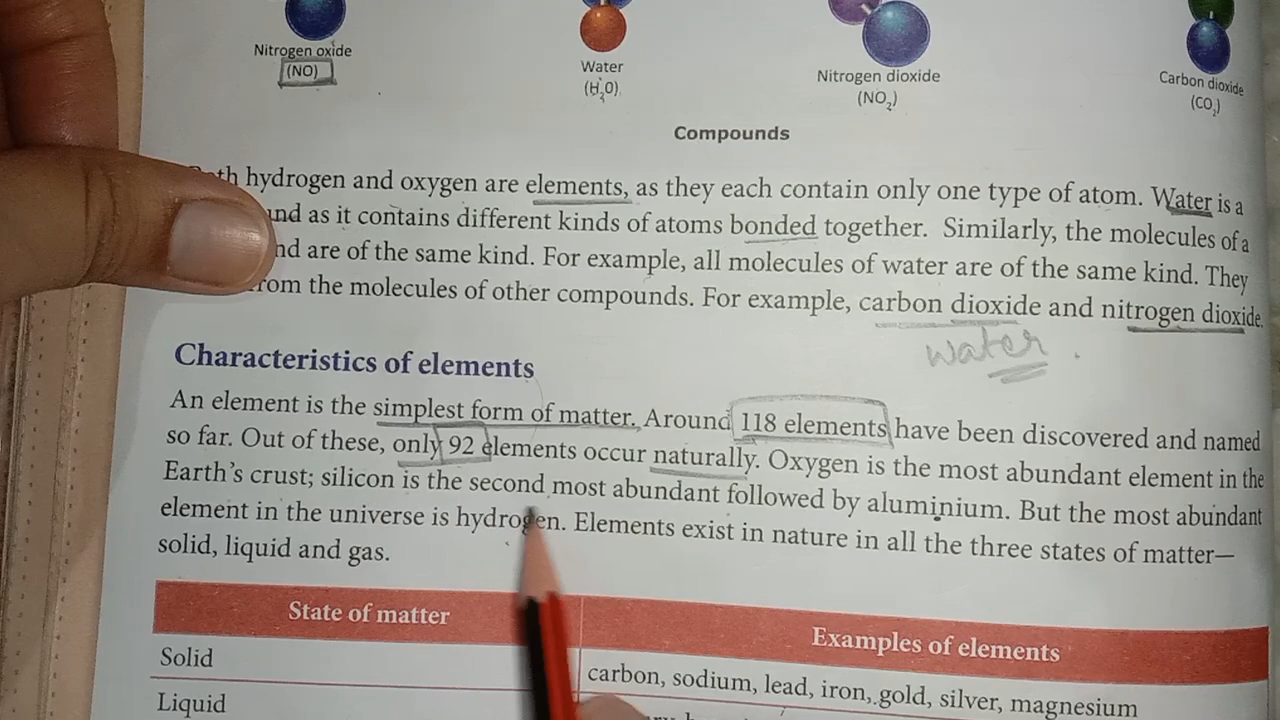 Nitrogen oxide
(NO)
Water
(H₂O)
Nitrogen dioxide
(NO₂)
Carbon dioxide
(CO₂)
Compounds
hydrogen and oxygen are elements, as they each contain only one type of atom. Water is a
as it contains different kinds of atoms bonded together. Similarly, the molecules of a
are of the same kind. For example, all molecules of water are of the same kind. They
the molecules of other compounds. For example, carbon dioxide and nitrogen dioxide.
water.
Characteristics of elements
An element is the simplest form of matter. Around 118 elements have been discovered and named
so far. Out of these, only 92 elements occur naturally. Oxygen is the most abundant element in the
Earth's crust; silicon is the second most abundant followed by aluminium. But the most abundant
element in the universe is hydrogen. Elements exist in nature in all the three states of matter—
solid, liquid and gas.
State of matter
Examples of elements
Solid
carbon, sodium, lead, iron, gold, silver, magnesium
Liquid